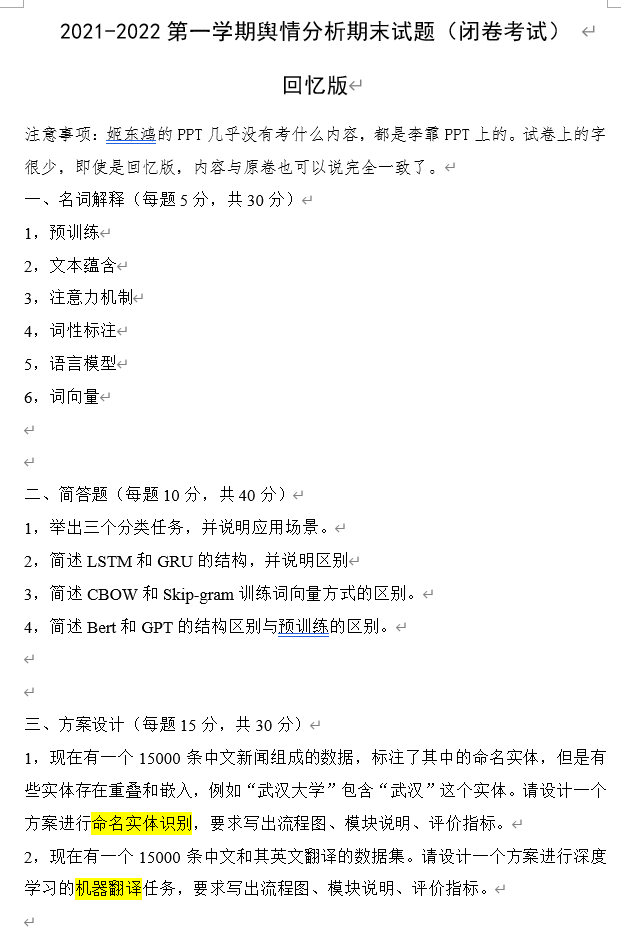 2021-2022 第一学期舆情分析期末试题（闭卷考试）
回忆版
注意事项：姬东鸿的 PPT 几乎没有考什么内容，都是李霏 PPT 上的。试卷上的字
很少，即使是回忆版，内容与原卷也可以说完全一致了。
一、名词解释（每题 5 分，共 30 分）
1，预训练
2，文本蕴含
3，注意力机制
4，词性标注
5，语言模型
6，词向量
二、简答题（每题 10 分，共 40 分）
1，举出三个分类任务，并说明应用场景。
2，简述 LSTM 和 GRU 的结构，并说明区别
3，简述 CBOW 和 Skip-gram 训练词向量方式的区别。
4，简述 Bert 和 GPT 的结构区别与预训练的区别。
三、方案设计（每题 15 分，共 30 分）
1，现在有一个 15000 条中文新闻组成的数据，标注了其中的命名实体，但是有
些实体存在重叠和嵌入，例如“武汉大学”包含“武汉”这个实体。请设计一个
方案进行命名实体识别，要求写出流程图、模块说明、评价指标。
2，现在有一个 15000 条中文和其英文翻译的数据集。请设计一个方案进行深度
学习的机器翻译任务，要求写出流程图、模块说明、评价指标。